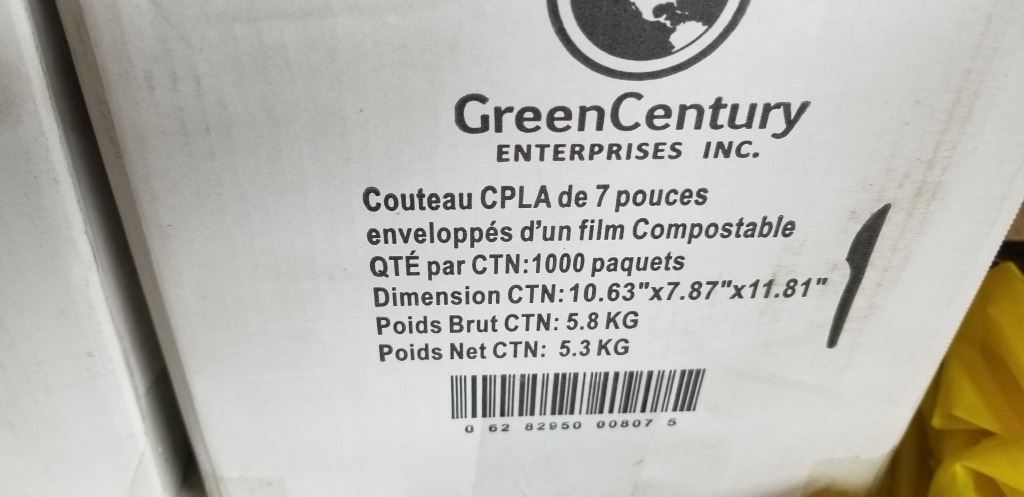 GreenCentury
ENTERPRISES INC.
Couteau CPLA de 7 pouces
enveloppés d'un film Compostable
QTÉ par CTN:1000 paquets
Dimension CTN:10.63"x7.87"x11.81"
Poids Brut CTN: 5.8 KG
Poids Net CTN: 5.3 KG
0 62 82950 00807 5